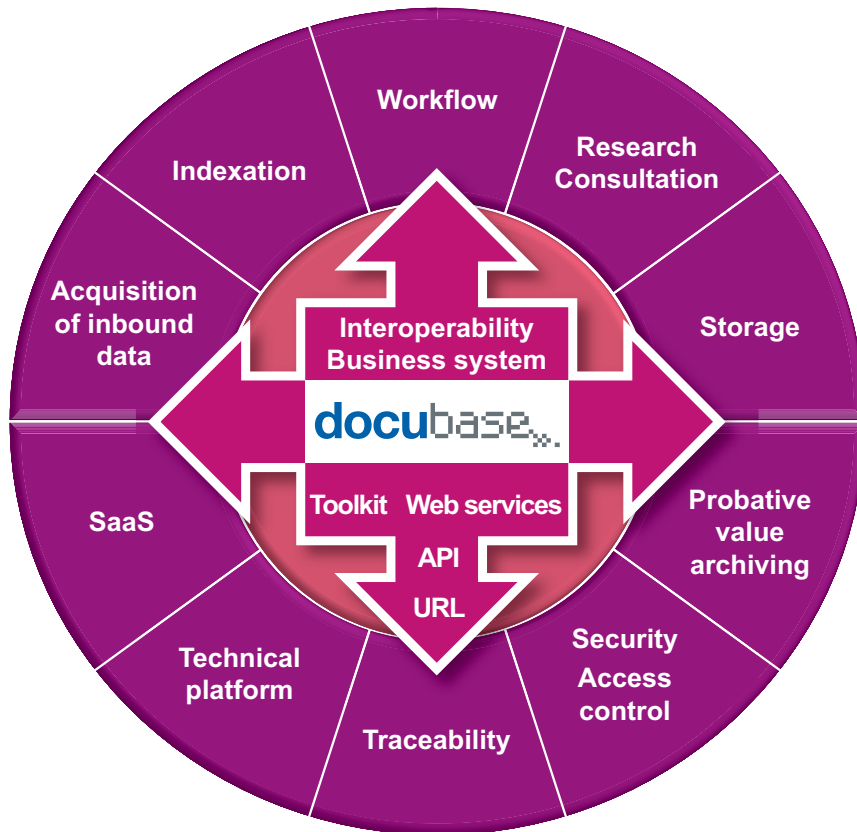 Workflow
Research
Consultation
Indexation
Acquisition
of inbound
data
Storage
Interoperability
Business system
docubase
Toolkit Web services
API
URL
SaaS
Probative
value
archiving
Technical
platform
Security
Access
control
Traceability